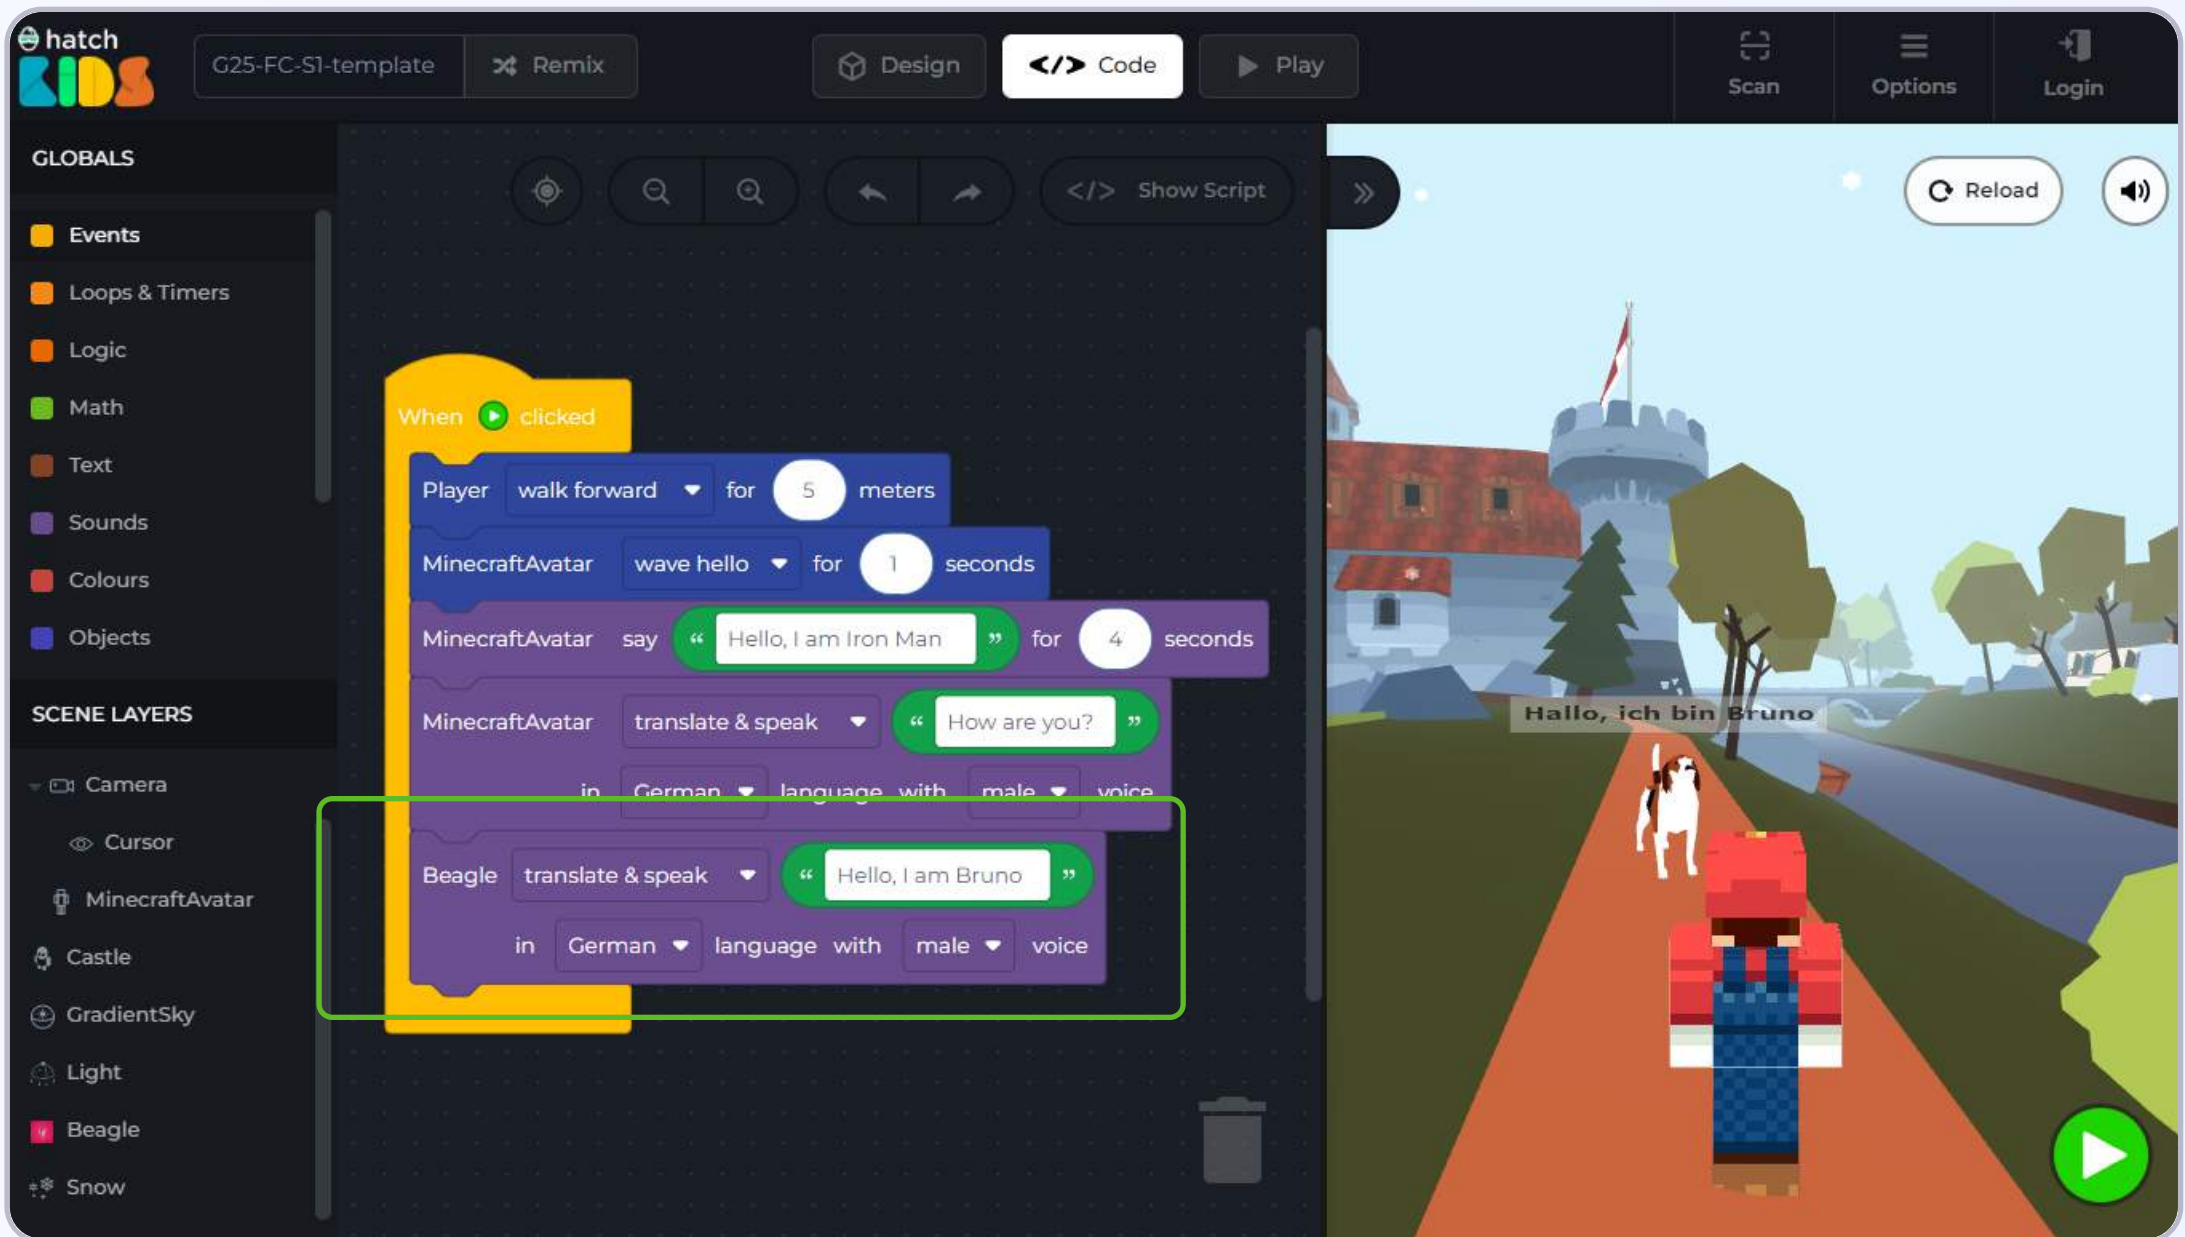 hatch
KIDS
G25-FC-S1-template
Remix
Design
</> Code
Play
Scan
Options
Login
GLOBALS
Events
Loops & Timers
Logic
Math
Text
Sounds
Colours
Objects
SCENE LAYERS
Camera
Cursor
MinecraftAvatar
Castle
GradientSky
Light
Beagle
Snow
</> Show Script
When clicked
Player walk forward for 5 meters
MinecraftAvatar wave hello for 1 seconds
MinecraftAvatar say “ Hello, I am Iron Man ” for 4 seconds
MinecraftAvatar translate & speak “ How are you? ”
in German language with male voice
Beagle translate & speak “ Hello, I am Bruno ”
in German language with male voice
Reload
Hallo, ich bin Bruno